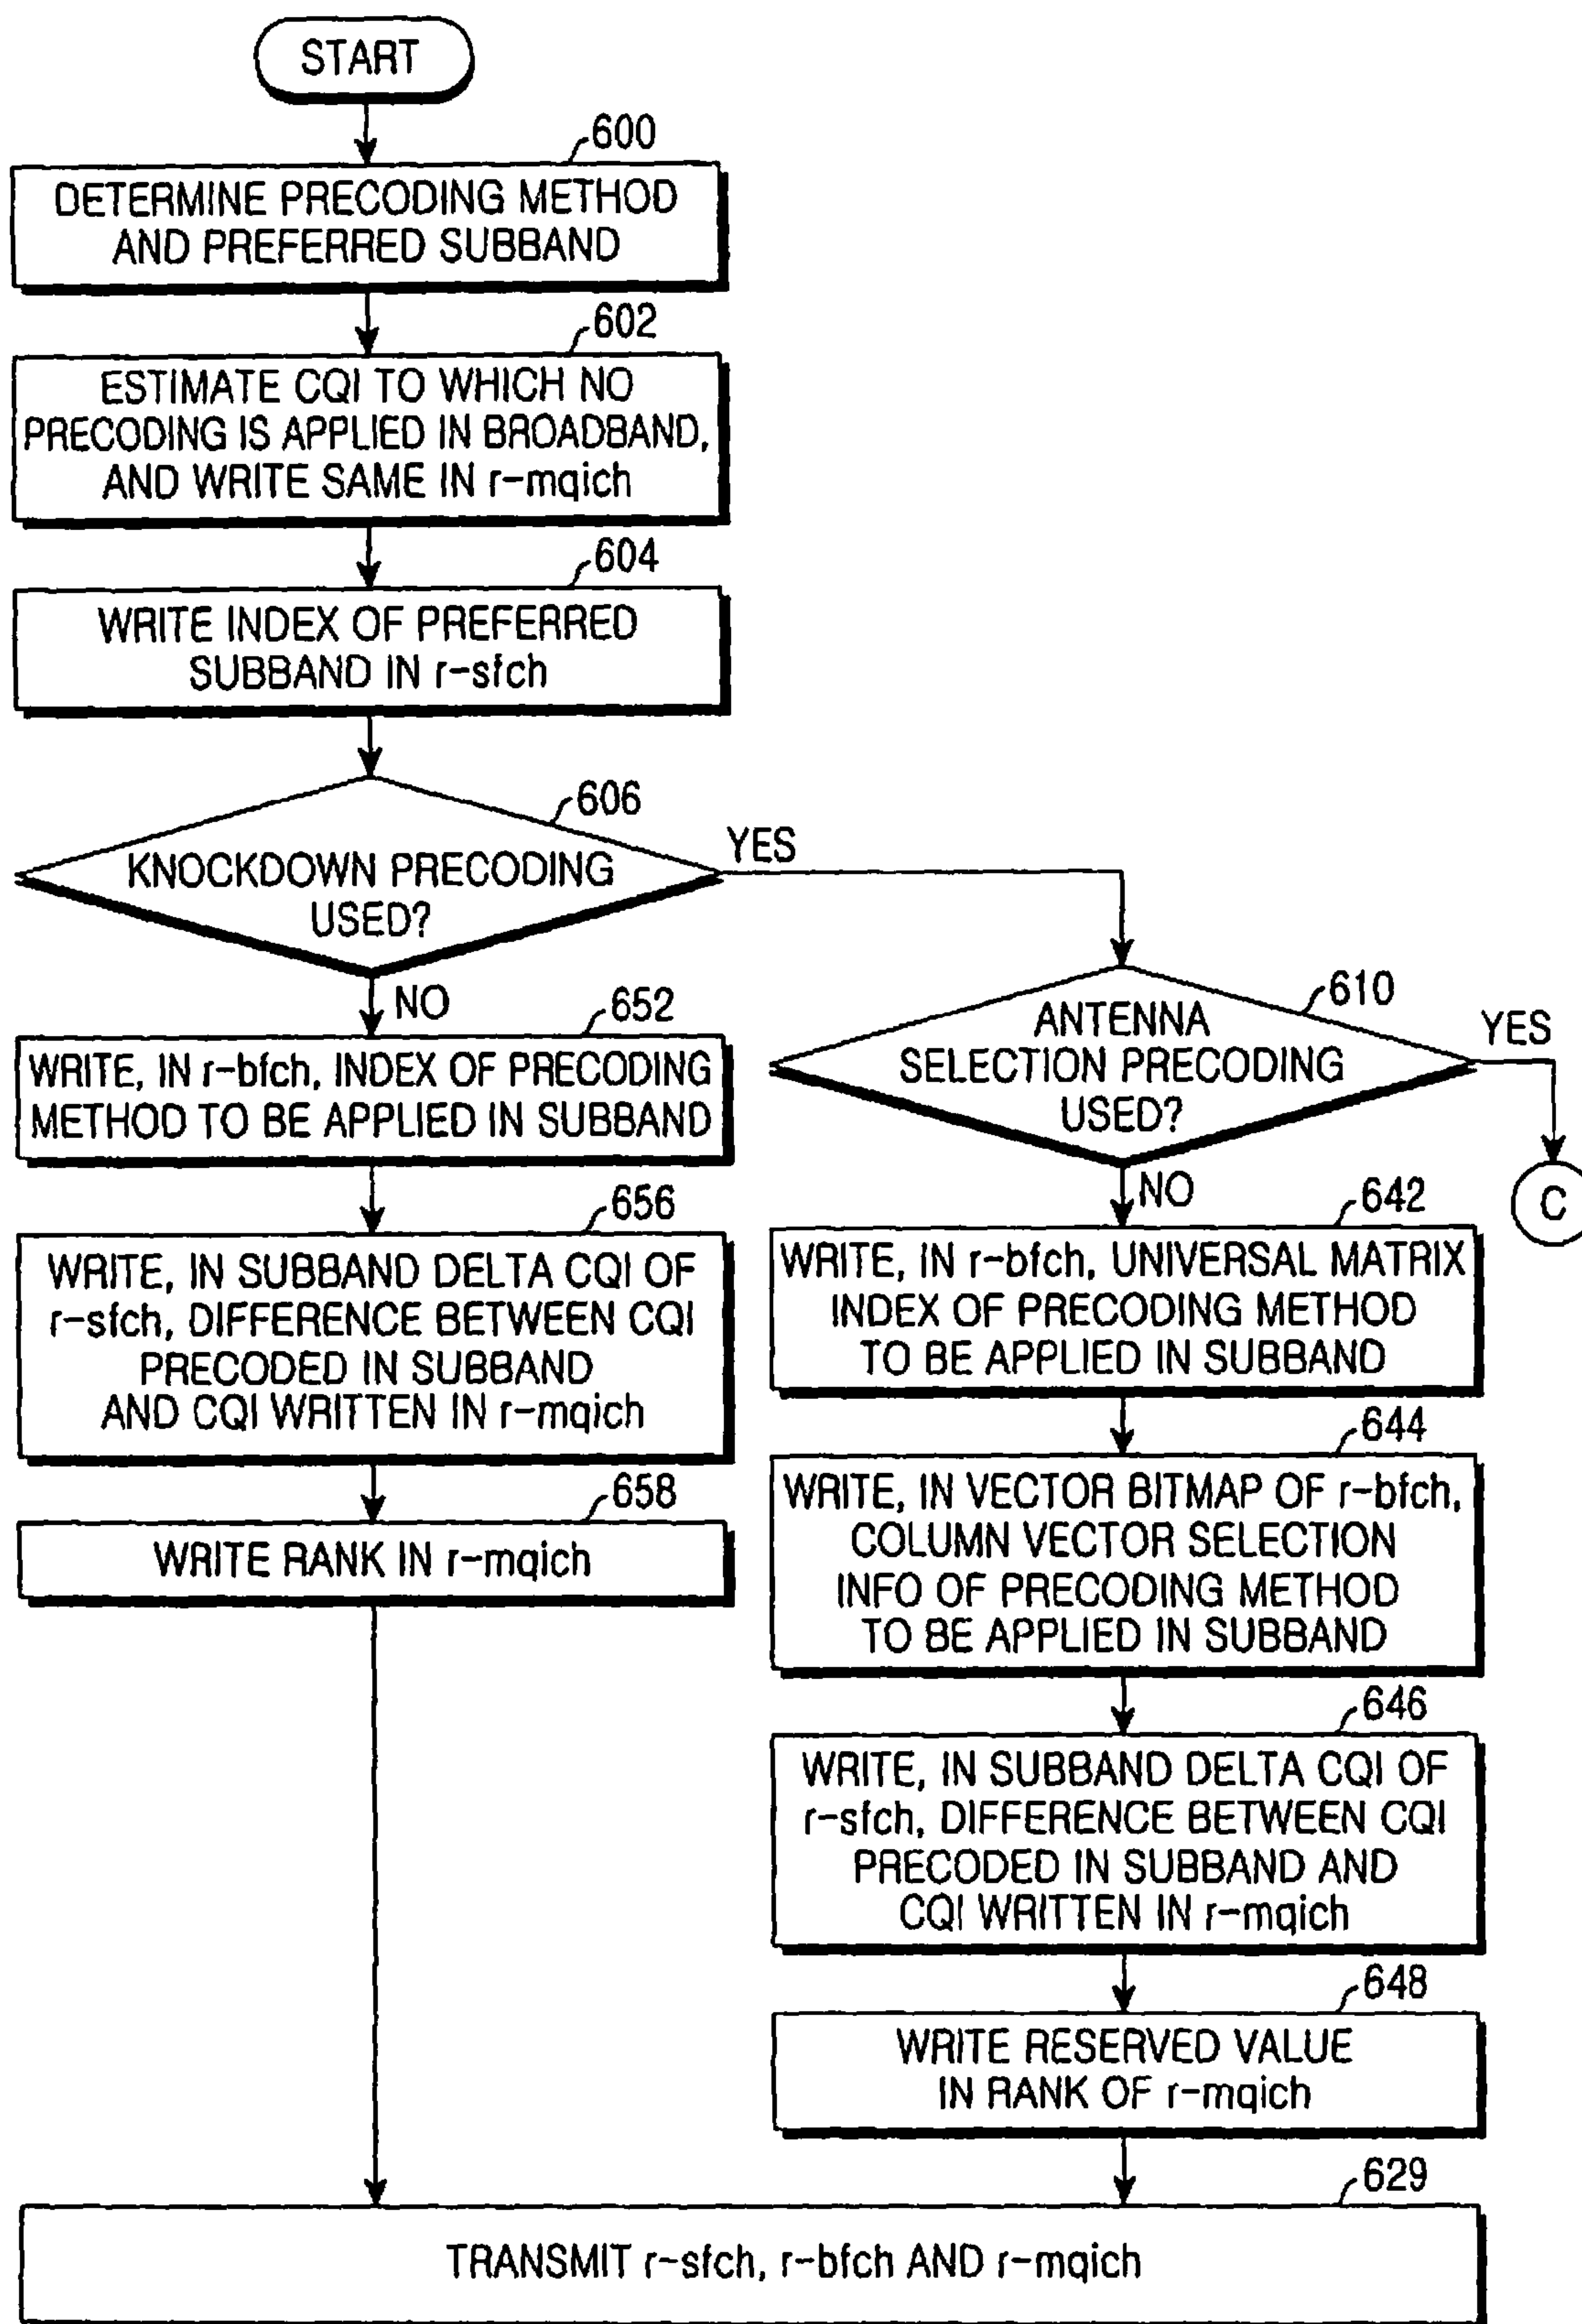 START
600
DETERMINE PRECODING METHOD
AND PREFERRED SUBBAND
602
ESTIMATE CQI TO WHICH NO
PRECODING IS APPLIED IN BROADBAND,
AND WRITE SAME IN r-mqich
604
WRITE INDEX OF PREFERRED
SUBBAND IN r-sfch
606
KNOCKDOWN PRECODING
USED?
YES
NO
652
WRITE, IN r-bfch, INDEX OF PRECODING
METHOD TO BE APPLIED IN SUBBAND
656
WRITE, IN SUBBAND DELTA CQI OF
r-sfch, DIFFERENCE BETWEEN CQI
PRECODED IN SUBBAND
AND CQI WRITTEN IN r-mqich
658
WRITE RANK IN r-mqich
610
ANTENNA
SELECTION PRECODING
USED?
YES
C
NO
642
WRITE, IN r-bfch, UNIVERSAL MATRIX
INDEX OF PRECODING METHOD
TO BE APPLIED IN SUBBAND
644
WRITE, IN VECTOR BITMAP OF r-bfch,
COLUMN VECTOR SELECTION
INFO OF PRECODING METHOD
TO BE APPLIED IN SUBBAND
646
WRITE, IN SUBBAND DELTA CQI OF
r-sfch, DIFFERENCE BETWEEN CQI
PRECODED IN SUBBAND AND
CQI WRITTEN IN r-mqich
648
WRITE RESERVED VALUE
IN RANK OF r-mqich
629
TRANSMIT r-sfch, r-bfch AND r-mqich